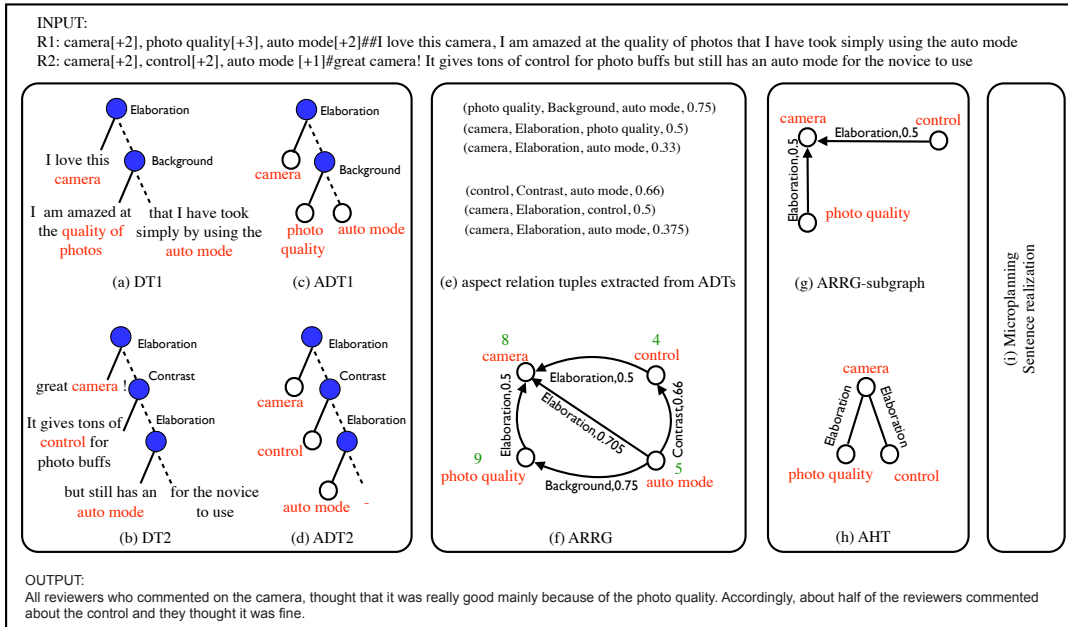 INPUT:
R1: camera[+2], photo quality[+3], auto mode[+2]##I love this camera, I am amazed at the quality of photos that I have took simply using the auto mode
R2: camera[+2], control[+2], auto mode [+1]#great camera! It gives tons of control for photo buffs but still has an auto mode for the novice to use
Elaboration
I love this
camera
Background
I am amazed at
the quality of
photos
that I have took
simply by using the
auto mode
(a) DT1
Elaboration
camera
Background
photo
quality
auto mode
(c) ADT1
Elaboration
great camera !
Contrast
It gives tons of
control for
photo buffs
Elaboration
but still has an
auto mode
for the novice
to use
(b) DT2
Elaboration
camera
Contrast
control
Elaboration
auto mode
(d) ADT2
(photo quality, Background, auto mode, 0.75)
(camera, Elaboration, photo quality, 0.5)
(camera, Elaboration, auto mode, 0.33)
(control, Contrast, auto mode, 0.66)
(camera, Elaboration, control, 0.5)
(camera, Elaboration, auto mode, 0.375)
(e) aspect relation tuples extracted from ADTs
8
camera
4
control
Elaboration,0.5
Elaboration,0.5
Elaboration,0.705
Contrast,0.66
9
photo quality
5
auto mode
Background,0.75
(f) ARRG
camera
control
Elaboration,0.5
Elaboration,0.5
photo quality
(g) ARRG-subgraph
camera
Elaboration
Elaboration
photo quality
control
(h) AHT
(i) Microplanning
Sentence realization
OUTPUT:
All reviewers who commented on the camera, thought that it was really good mainly because of the photo quality. Accordingly, about half of the reviewers commented
about the control and they thought it was fine.